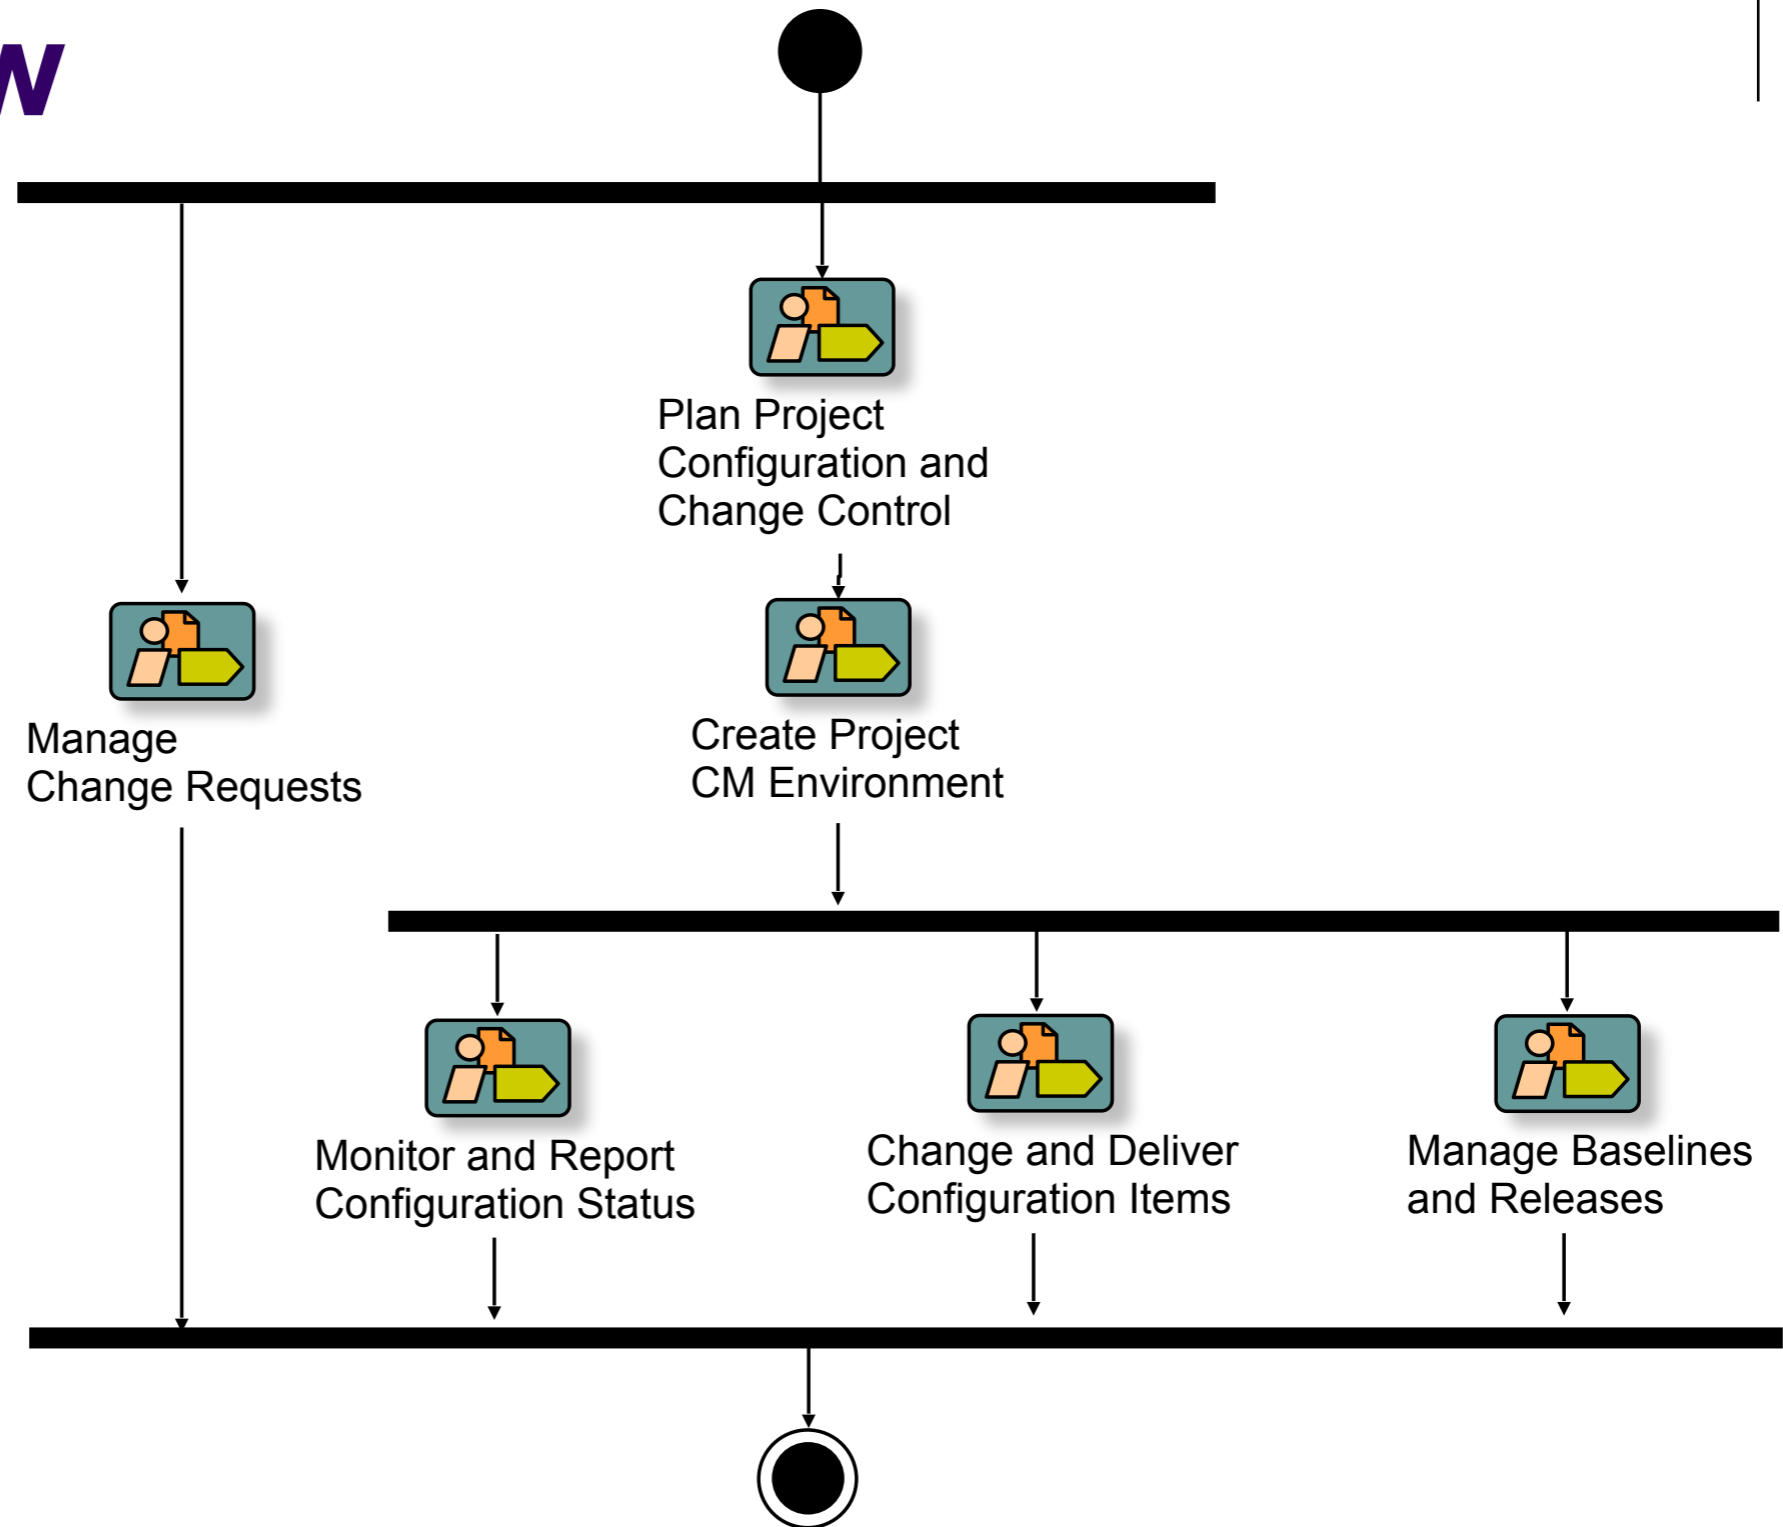 w
Plan Project
Configuration and
Change Control
Manage
Change Requests
Create Project
CM Environment
Monitor and Report
Configuration Status
Change and Deliver
Configuration Items
Manage Baselines
and Releases